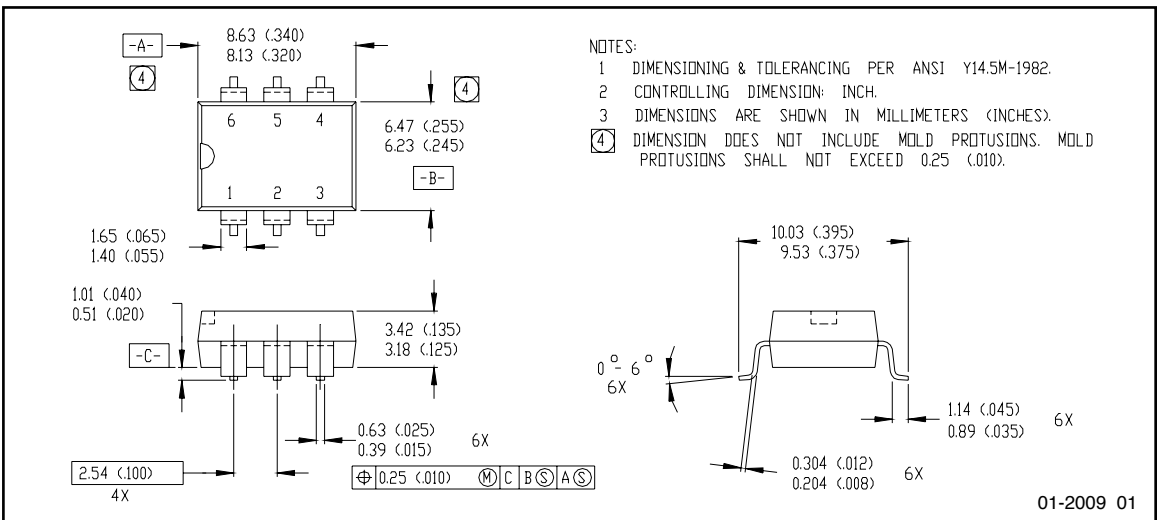 -A-
8.63 (.340)
8.13 (.320)
4
4
6 5 4
1 2 3
6.47 (.255)
6.23 (.245)
-B-
1.65 (.065)
1.40 (.055)
NOTES:
1 DIMENSIONING & TOLERANCING PER ANSI Y14.5M-1982.
2 CONTROLLING DIMENSION: INCH.
3 DIMENSIONS ARE SHOWN IN MILLIMETERS (INCHES).
4 DIMENSION DOES NOT INCLUDE MOLD PROTUSIONS. MOLD
PROTUSIONS SHALL NOT EXCEED 0.25 (.010).
1.01 (.040)
0.51 (.020)
-C-
3.42 (.135)
3.18 (.125)
0.63 (.025)
0.39 (.015)
6X
2.54 (.100)
4X
⌖ 0.25 (.010) Ⓜ C B Ⓢ A Ⓢ
10.03 (.395)
9.53 (.375)
0° - 6°
6X
1.14 (.045)
0.89 (.035)
6X
0.304 (.012)
0.204 (.008)
6X
01-2009 01